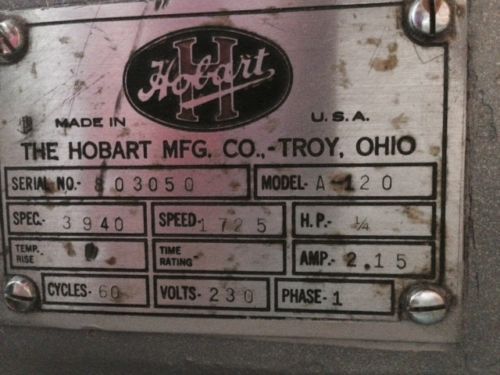 H
Hobart
MADE IN U.S.A.
THE HOBART MFG. CO.,-TROY, OHIO
SERIAL NO.- 803050 MODEL- A-120
SPEC.- 3940 SPEED- 1725 H.P.- ¼
TEMP. RISE TIME RATING AMP.- 2.15
CYCLES- 60 VOLTS- 230 PHASE- 1